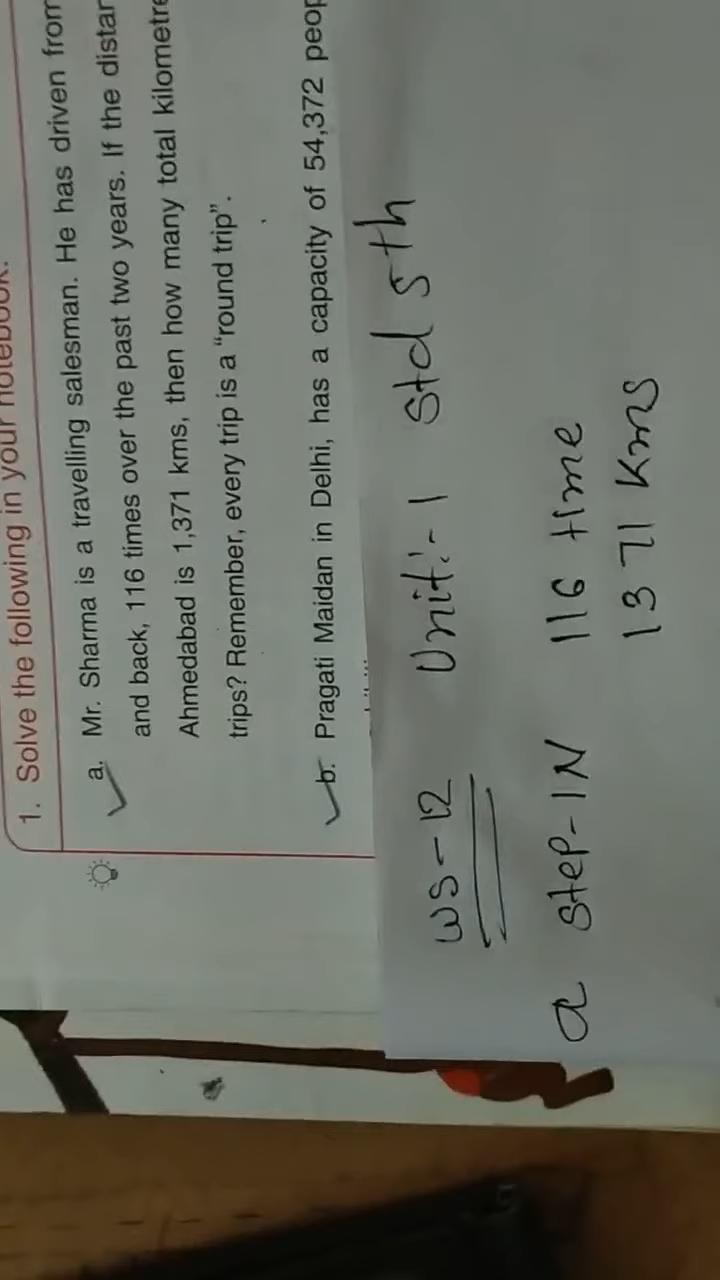 1. Solve the following in your notebook.
a. Mr. Sharma is a travelling salesman. He has driven from
and back, 116 times over the past two years. If the distan
Ahmedabad is 1,371 kms, then how many total kilometre
trips? Remember, every trip is a “round trip”.
b. Pragati Maidan in Delhi, has a capacity of 54,372 peop
WS-12 Unit:-1 Std 5th
a Step-IN 116 time
1371 Kms